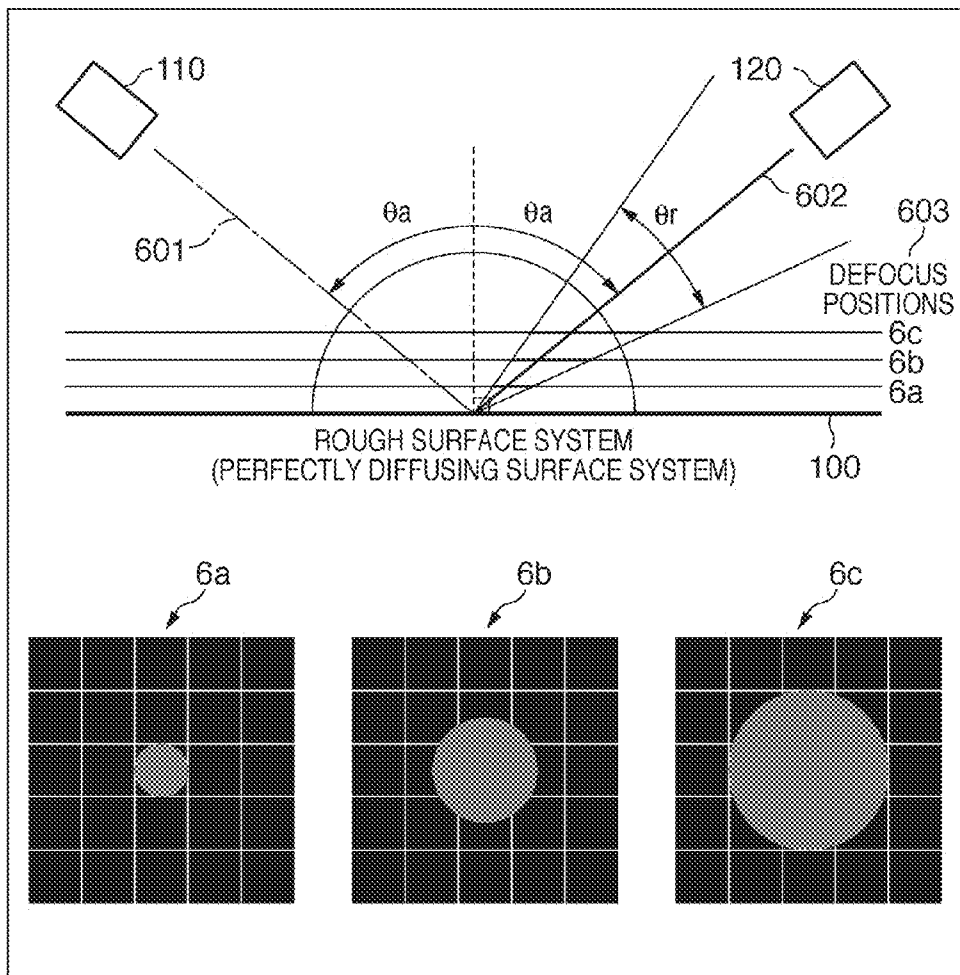 110
120
602
603
θa
θa
θr
601
DEFOCUS
POSITIONS
6c
6b
6a
ROUGH SURFACE SYSTEM
(PERFECTLY DIFFUSING SURFACE SYSTEM)
100
6a
6b
6c